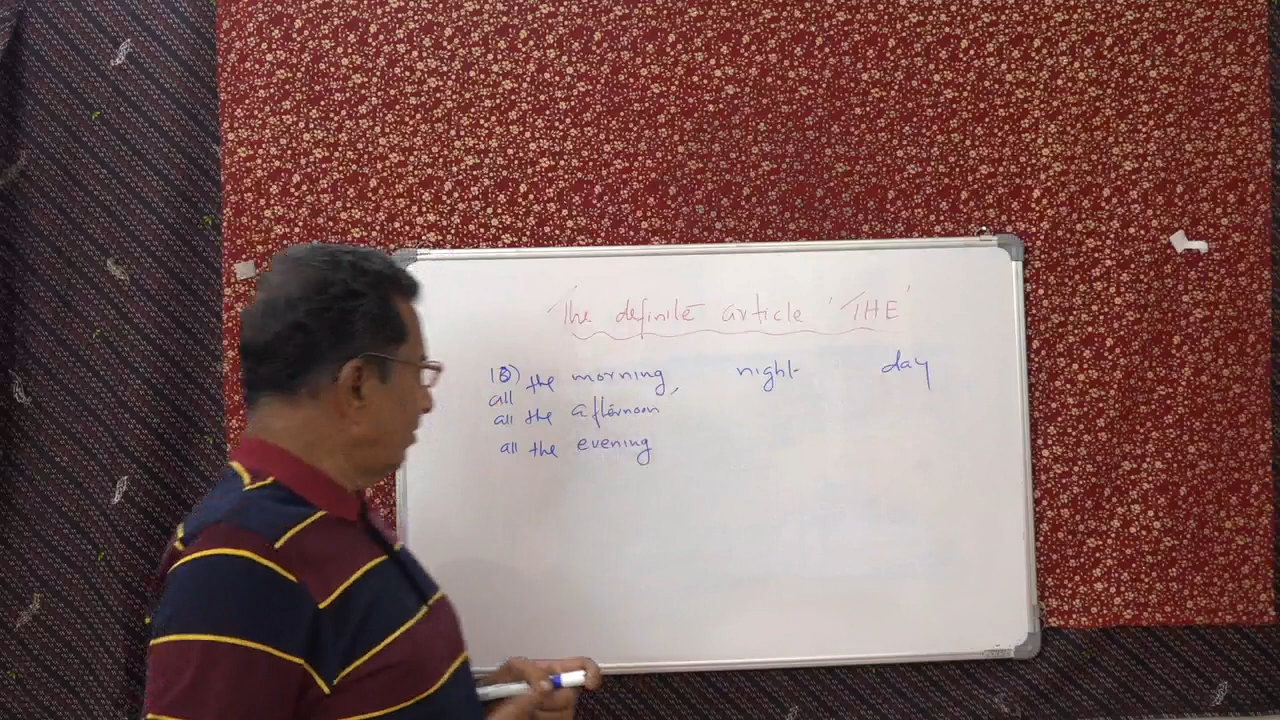 The definite article 'THE'
18) the morning, night day
all
all the afternoon
all the evening